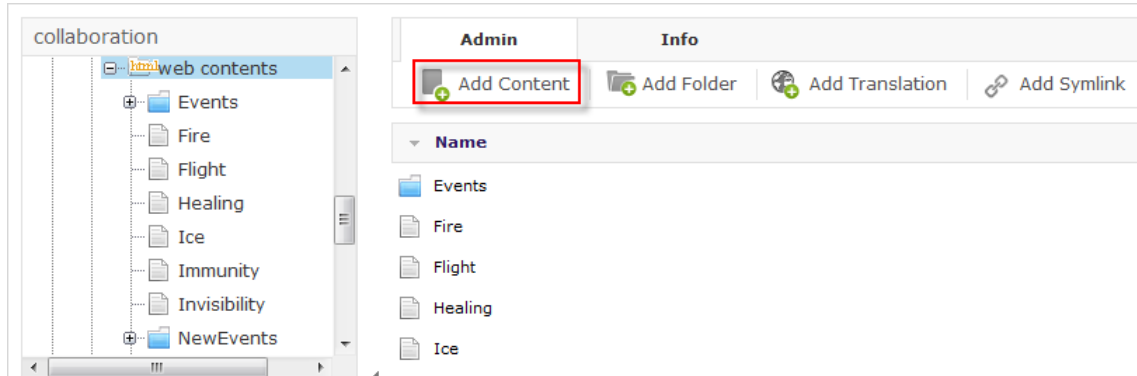 collaboration
html web contents
Events
Fire
Flight
Healing
Ice
Immunity
Invisibility
NewEvents
Admin Info
Add Content Add Folder Add Translation Add Symlink
Name
Events
Fire
Flight
Healing
Ice